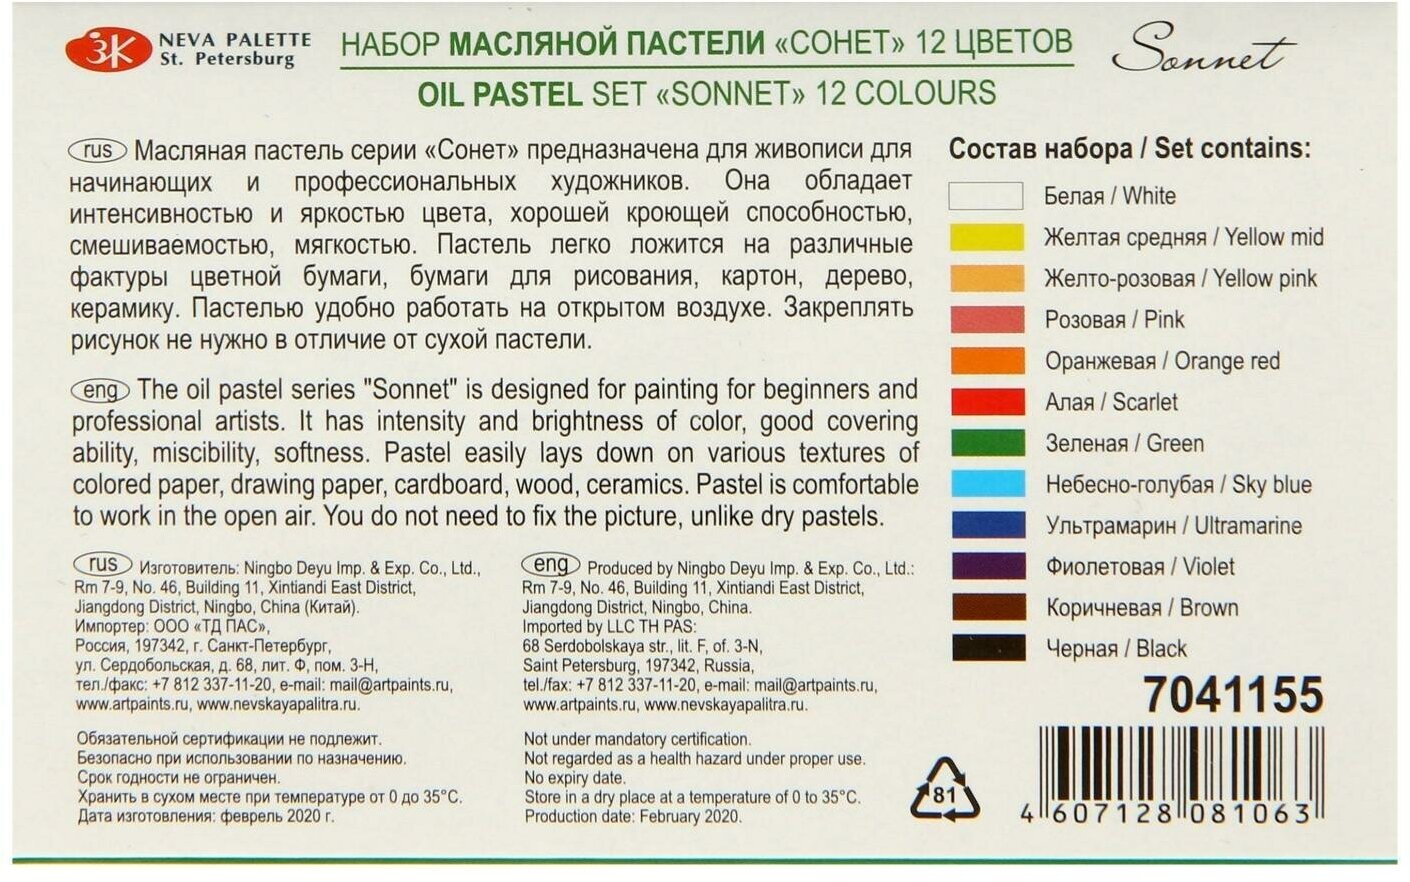 ЗК
NEVA PALETTE
St. Petersburg
НАБОР МАСЛЯНОЙ ПАСТЕЛИ «СОНЕТ» 12 ЦВЕТОВ
OIL PASTEL SET «SONNET» 12 COLOURS
Sonnet
rus Масляная пастель серии «Сонет» предназначена для живописи для
начинающих и профессиональных художников. Она обладает
интенсивностью и яркостью цвета, хорошей кроющей способностью,
смешиваемостью, мягкостью. Пастель легко ложится на различные
фактуры цветной бумаги, бумаги для рисования, картон, дерево,
керамику. Пастелью удобно работать на открытом воздухе. Закреплять
рисунок не нужно в отличие от сухой пастели.
eng The oil pastel series "Sonnet" is designed for painting for beginners and
professional artists. It has intensity and brightness of color, good covering
ability, miscibility, softness. Pastel easily lays down on various textures of
colored paper, drawing paper, cardboard, wood, ceramics. Pastel is comfortable
to work in the open air. You do not need to fix the picture, unlike dry pastels.
rus Изготовитель: Ningbo Deyu Imp. & Exp. Co., Ltd.,
Rm 7-9, No. 46, Building 11, Xintiandi East District,
Jiangdong District, Ningbo, China (Китай).
Импортер: ООО «ТД ПАС»,
Россия, 197342, г. Санкт-Петербург,
ул. Сердобольская, д. 68, лит. Ф, пом. 3-Н,
тел./факс: +7 812 337-11-20, e-mail: mail@artpaints.ru,
www.artpaints.ru, www.nevskayapalitra.ru.
Обязательной сертификации не подлежит.
Безопасно при использовании по назначению.
Срок годности не ограничен.
Хранить в сухом месте при температуре от 0 до 35°С.
Дата изготовления: феврель 2020 г.
eng Produced by Ningbo Deyu Imp. & Exp. Co., Ltd.:
Rm 7-9, No. 46, Building 11, Xintiandi East District,
Jiangdong District, Ningbo, China.
Imported by LLC TH PAS:
68 Serdobolskaya str., lit. F, of. 3-N,
Saint Petersburg, 197342, Russia,
tel./fax: +7 812 337-11-20, e-mail: mail@artpaints.ru,
www.artpaints.ru, www.nevskayapalitra.ru.
Not under mandatory certification.
Not regarded as a health hazard under proper use.
No expiry date.
Store in a dry place at a temperature of 0 to 35°C.
Production date: February 2020.
Состав набора / Set contains:
Белая / White
Желтая средняя / Yellow mid
Желто-розовая / Yellow pink
Розовая / Pink
Оранжевая / Orange red
Алая / Scarlet
Зеленая / Green
Небесно-голубая / Sky blue
Ультрамарин / Ultramarine
Фиолетовая / Violet
Коричневая / Brown
Черная / Black
7041155
81
4 607128 081063